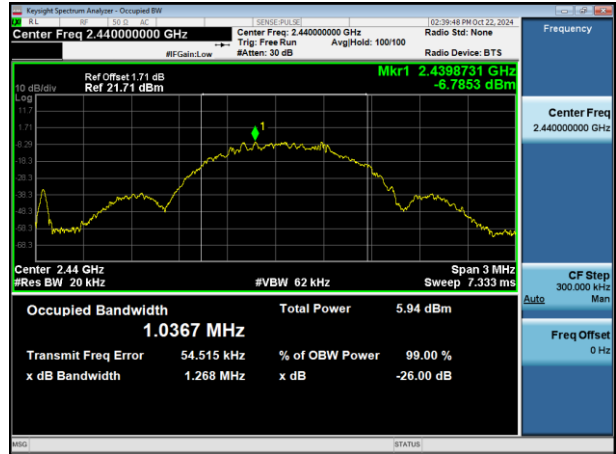 Keysight Spectrum Analyzer - Occupied BW
RL RF 50 Ω AC SENSE:PULSE 02:39:48 PM Oct 22, 2024
Center Freq 2.440000000 GHz Center Freq: 2.440000000 GHz Radio Std: None
Trig: Free Run Avg|Hold: 100/100
#IFGain:Low #Atten: 30 dB Radio Device: BTS
Frequency
Mkr1 2.4398731 GHz
-6.7853 dBm
Ref Offset 1.71 dB
10 dB/div Ref 21.71 dBm
Log
11.7
1.71
-8.29
-18.3
-28.3
-38.3
-48.3
-58.3
-68.3
1
Center 2.44 GHz Span 3 MHz
#Res BW 20 kHz #VBW 62 kHz Sweep 7.333 ms
Occupied Bandwidth Total Power 5.94 dBm
1.0367 MHz
Transmit Freq Error 54.515 kHz % of OBW Power 99.00 %
x dB Bandwidth 1.268 MHz x dB -26.00 dB
Center Freq
2.440000000 GHz
CF Step
300.000 kHz
Auto Man
Freq Offset
0 Hz
MSG STATUS